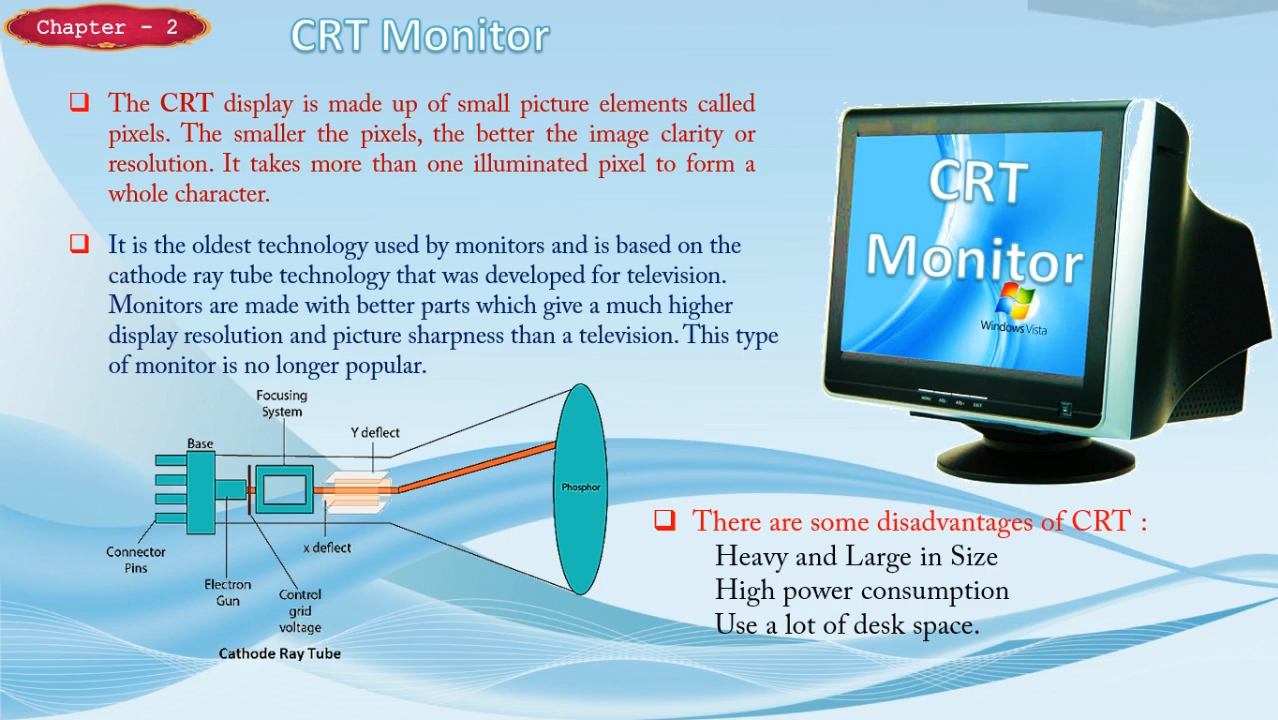 Chapter - 2
CRT Monitor
The CRT display is made up of small picture elements called
pixels. The smaller the pixels, the better the image clarity or
resolution. It takes more than one illuminated pixel to form a
whole character.
It is the oldest technology used by monitors and is based on the
cathode ray tube technology that was developed for television.
Monitors are made with better parts which give a much higher
display resolution and picture sharpness than a television. This type
of monitor is no longer popular.
CRT
Monitor
Windows Vista
Focusing
System
Y deflect
Base
Phosphor
x deflect
Connector
Pins
Electron
Gun
Control
grid
voltage
Cathode Ray Tube
There are some disadvantages of CRT :
Heavy and Large in Size
High power consumption
Use a lot of desk space.